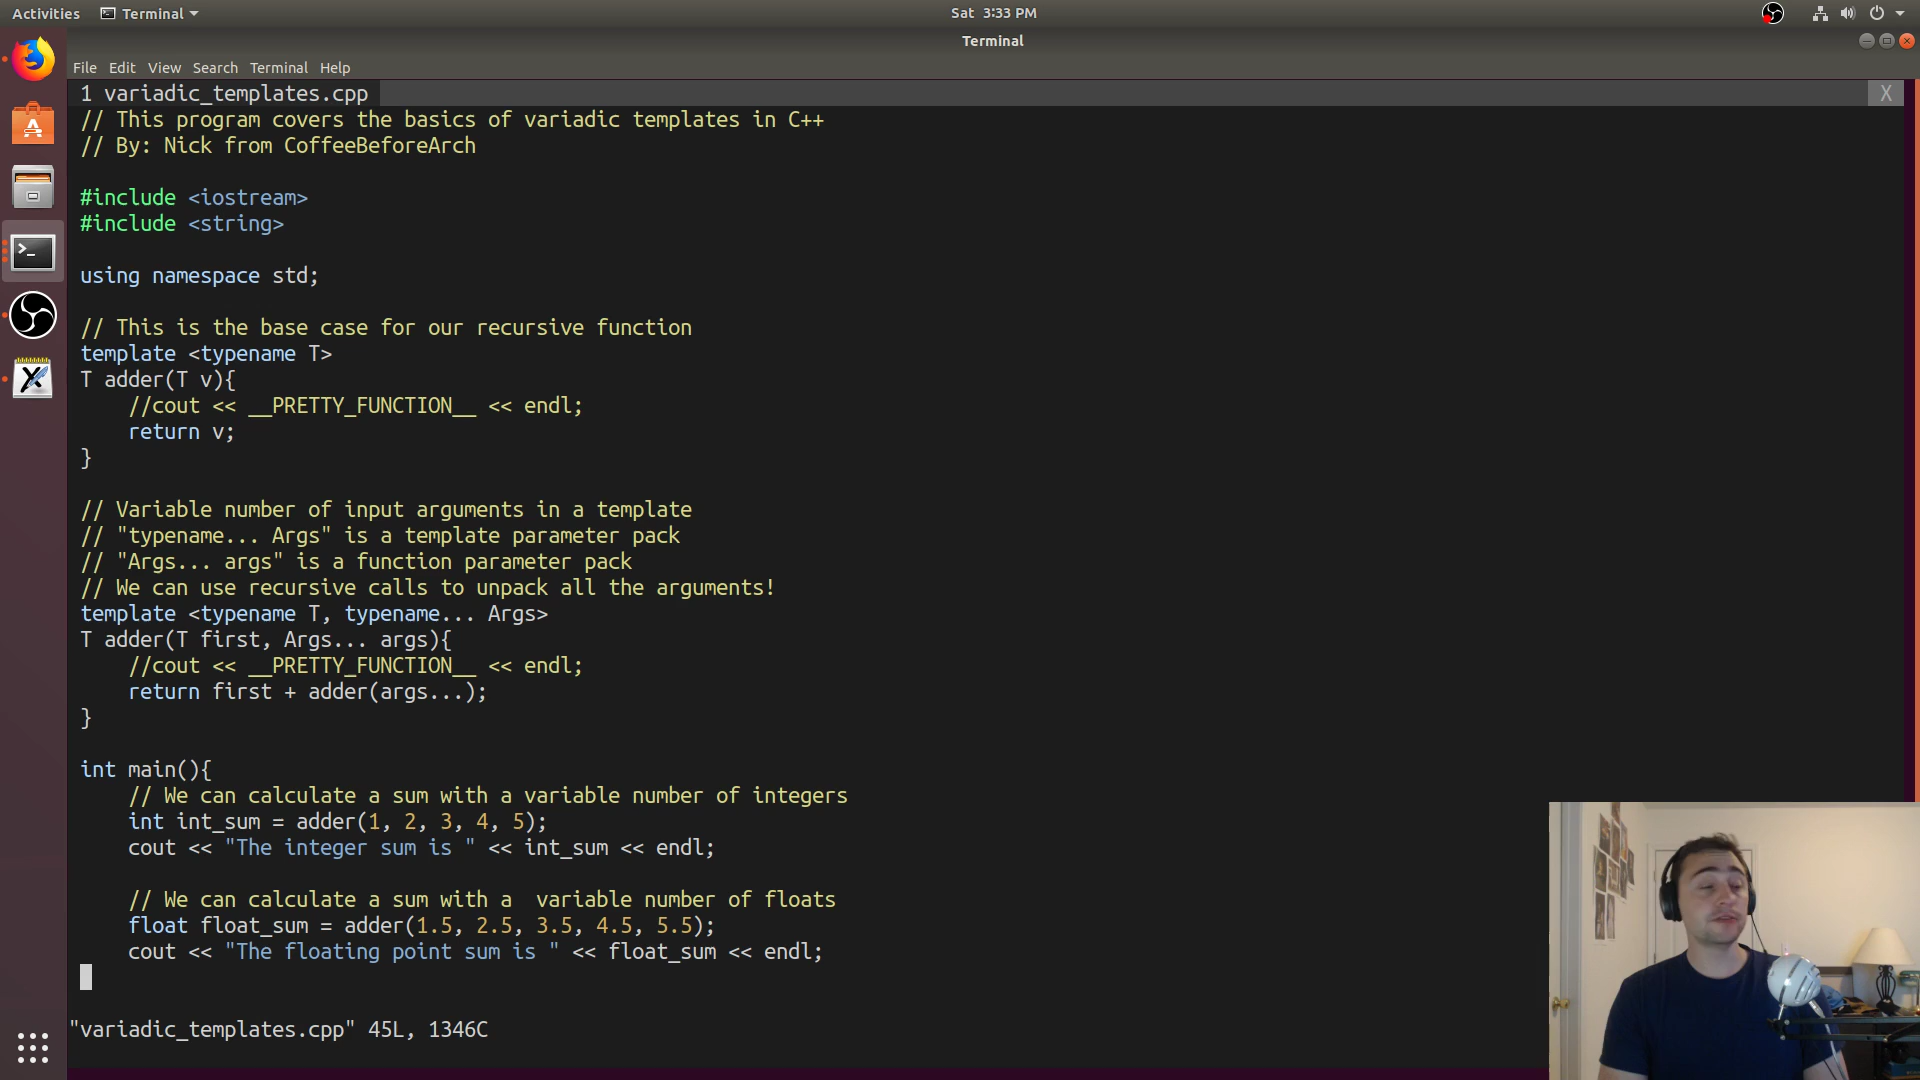 Activities
Terminal
Sat 3:33 PM
Terminal
File Edit View Search Terminal Help
1 variadic_templates.cpp X
// This program covers the basics of variadic templates in C++
// By: Nick from CoffeeBeforeArch
#include <iostream>
#include <string>
using namespace std;
// This is the base case for our recursive function
template <typename T>
T adder(T v){
    //cout << __PRETTY_FUNCTION__ << endl;
    return v;
}
// Variable number of input arguments in a template
// "typename... Args" is a template parameter pack
// "Args... args" is a function parameter pack
// We can use recursive calls to unpack all the arguments!
template <typename T, typename... Args>
T adder(T first, Args... args){
    //cout << __PRETTY_FUNCTION__ << endl;
    return first + adder(args...);
}
int main(){
    // We can calculate a sum with a variable number of integers
    int int_sum = adder(1, 2, 3, 4, 5);
    cout << "The integer sum is " << int_sum << endl;
    // We can calculate a sum with a  variable number of floats
    float float_sum = adder(1.5, 2.5, 3.5, 4.5, 5.5);
    cout << "The floating point sum is " << float_sum << endl;
"variadic_templates.cpp" 45L, 1346C